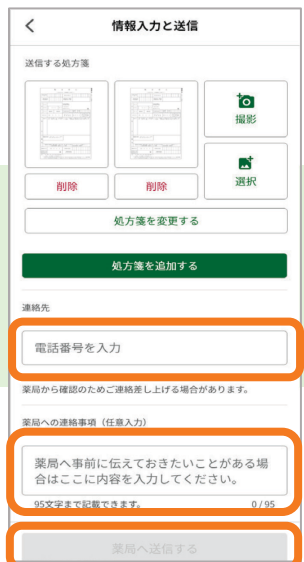 情報入力と送信
送信する処方箋
撮影
選択
削除
削除
処方箋を変更する
処方箋を追加する
連絡先
電話番号を入力
薬局から確認のためご連絡差し上げる場合があります。
薬局への連絡事項（任意入力）
薬局へ事前に伝えておきたいことがある場
合はここに内容を入力してください。
95文字まで記載できます。 0 / 95
薬局へ送信する